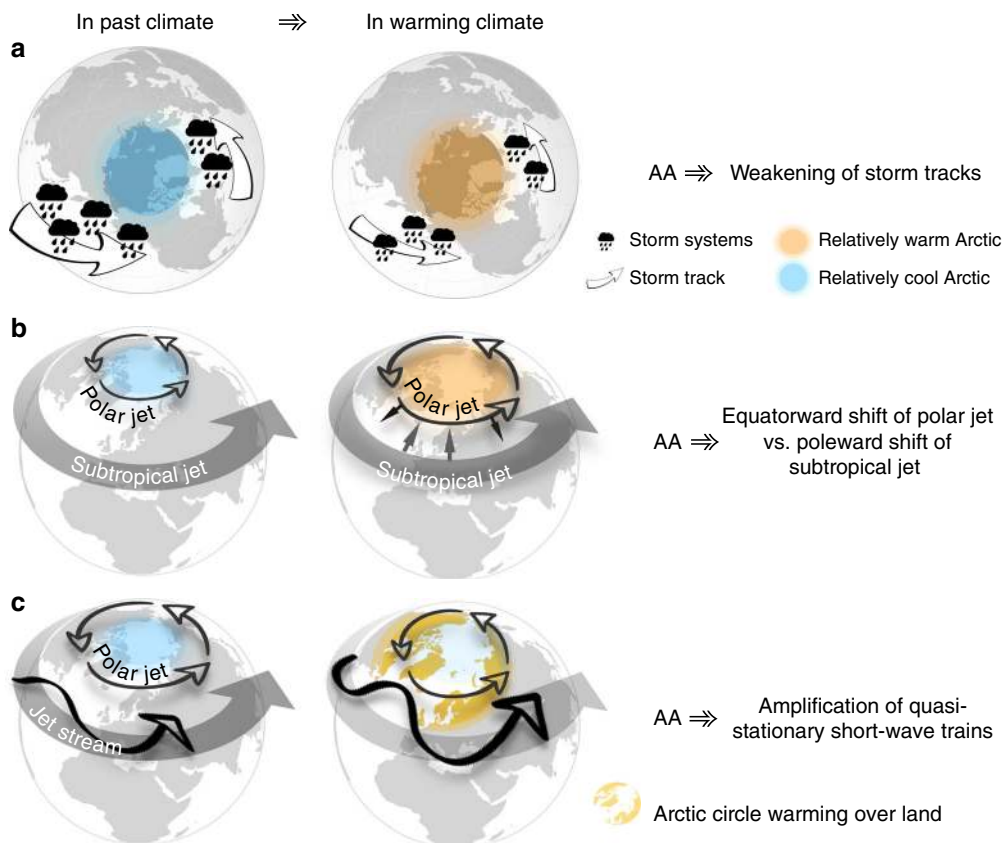 In past climate ⇒ In warming climate
a
AA ⇒ Weakening of storm tracks
Storm systems
Relatively warm Arctic
Storm track
Relatively cool Arctic
b
Polar jet
Subtropical jet
Polar jet
Subtropical jet
AA ⇒ Equatorward shift of polar jet
vs. poleward shift of
subtropical jet
c
Polar jet
Jet stream
AA ⇒ Amplification of quasi-
stationary short-wave trains
Arctic circle warming over land